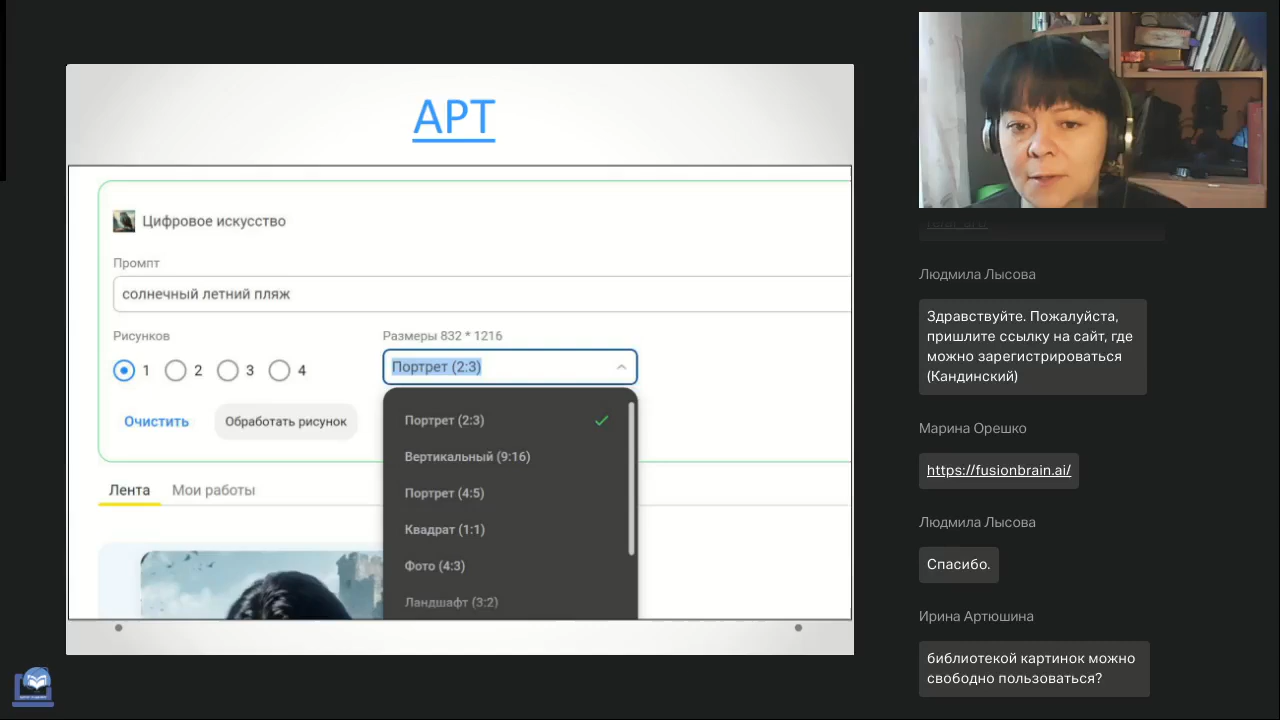 АРТ
Цифровое искусство
Промпт
солнечный летний пляж
Рисунков
Размеры 832 * 1216
1
2
3
4
Портрет (2:3)
Очистить
Обработать рисунок
Портрет (2:3)
Вертикальный (9:16)
Портрет (4:5)
Квадрат (1:1)
Фото (4:3)
Ландшафт (3:2)
Лента
Мои работы
Людмила Лысова
Здравствуйте. Пожалуйста,
пришлите ссылку на сайт, где
можно зарегистрироваться
(Кандинский)
Марина Орешко
https://fusionbrain.ai/
Людмила Лысова
Спасибо.
Ирина Артюшина
библиотекой картинок можно
свободно пользоваться?